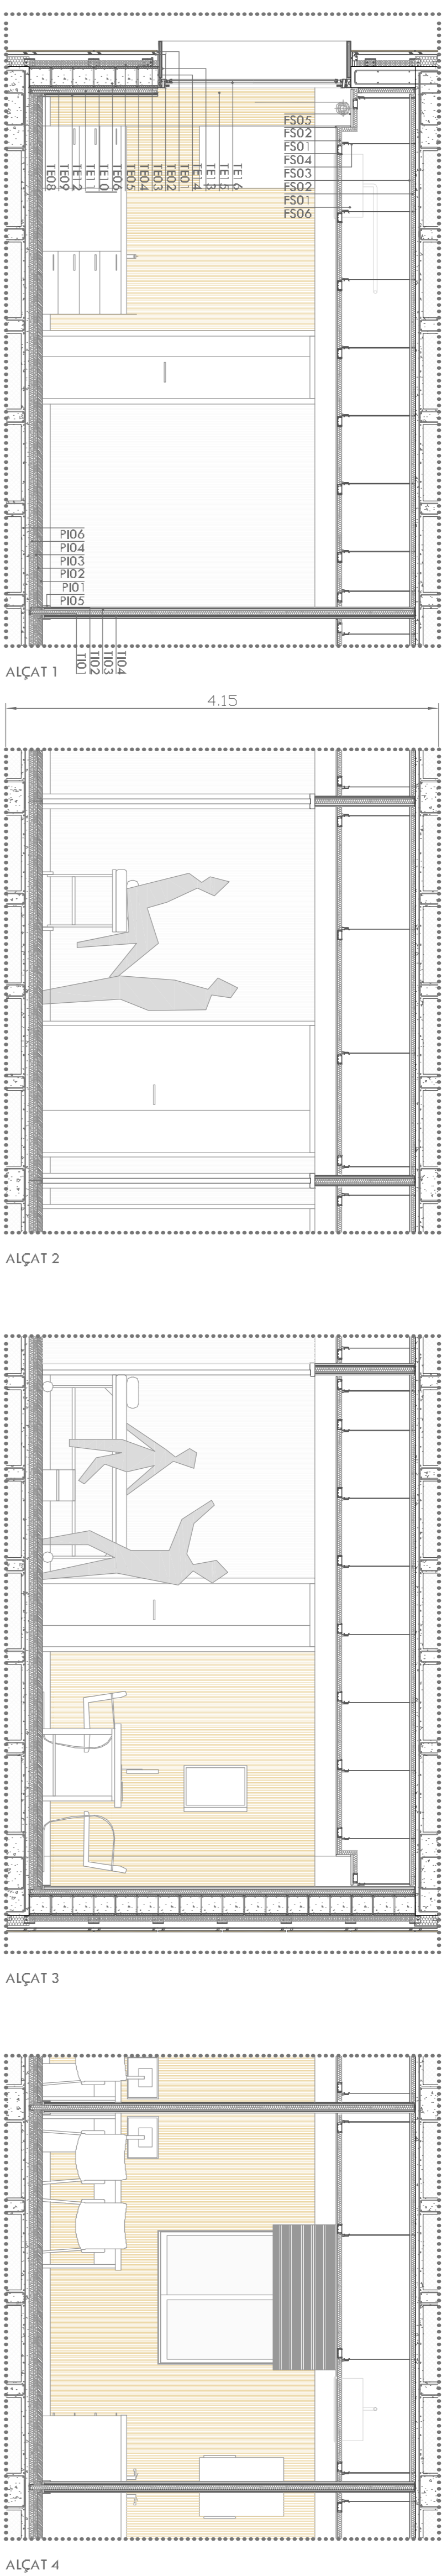 FS05
FS02
FS01
FS04
FS03
FS02
FS01
FS06
TE08
TE09
TE12
TE11
TE10
TE06
TE05
TE04
TE03
TE02
TE01
TE14
TE13
TE15
TE16
PI06
PI04
PI03
PI02
PI01
PI05
TI01
TI02
TI03
TI04
ALÇAT 1
4.15
ALÇAT 2
ALÇAT 3
ALÇAT 4